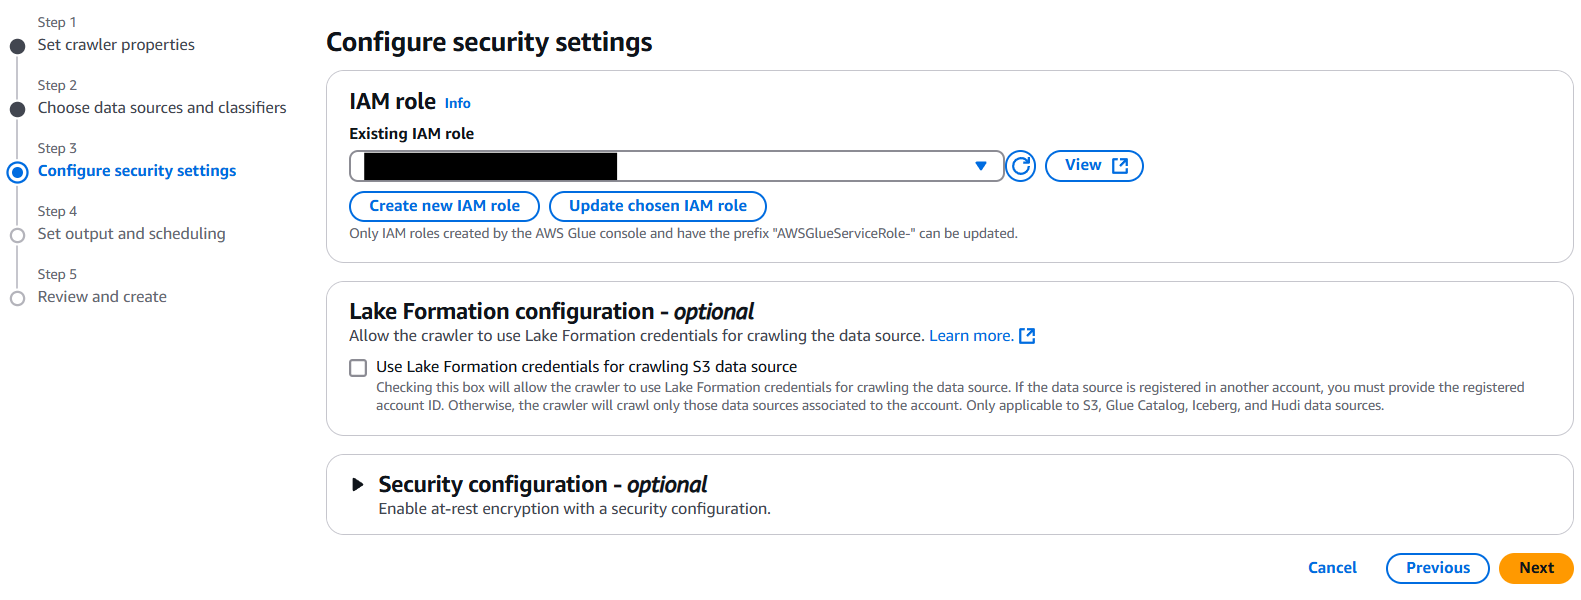 Step 1
Set crawler properties
Step 2
Choose data sources and classifiers
Step 3
Configure security settings
Step 4
Set output and scheduling
Step 5
Review and create
Configure security settings
IAM role Info
Existing IAM role
View
Create new IAM role Update chosen IAM role
Only IAM roles created by the AWS Glue console and have the prefix "AWSGlueServiceRole-" can be updated.
Lake Formation configuration - optional
Allow the crawler to use Lake Formation credentials for crawling the data source. Learn more.
Use Lake Formation credentials for crawling S3 data source
Checking this box will allow the crawler to use Lake Formation credentials for crawling the data source. If the data source is registered in another account, you must provide the registered
account ID. Otherwise, the crawler will crawl only those data sources associated to the account. Only applicable to S3, Glue Catalog, Iceberg, and Hudi data sources.
Security configuration - optional
Enable at-rest encryption with a security configuration.
Cancel Previous Next